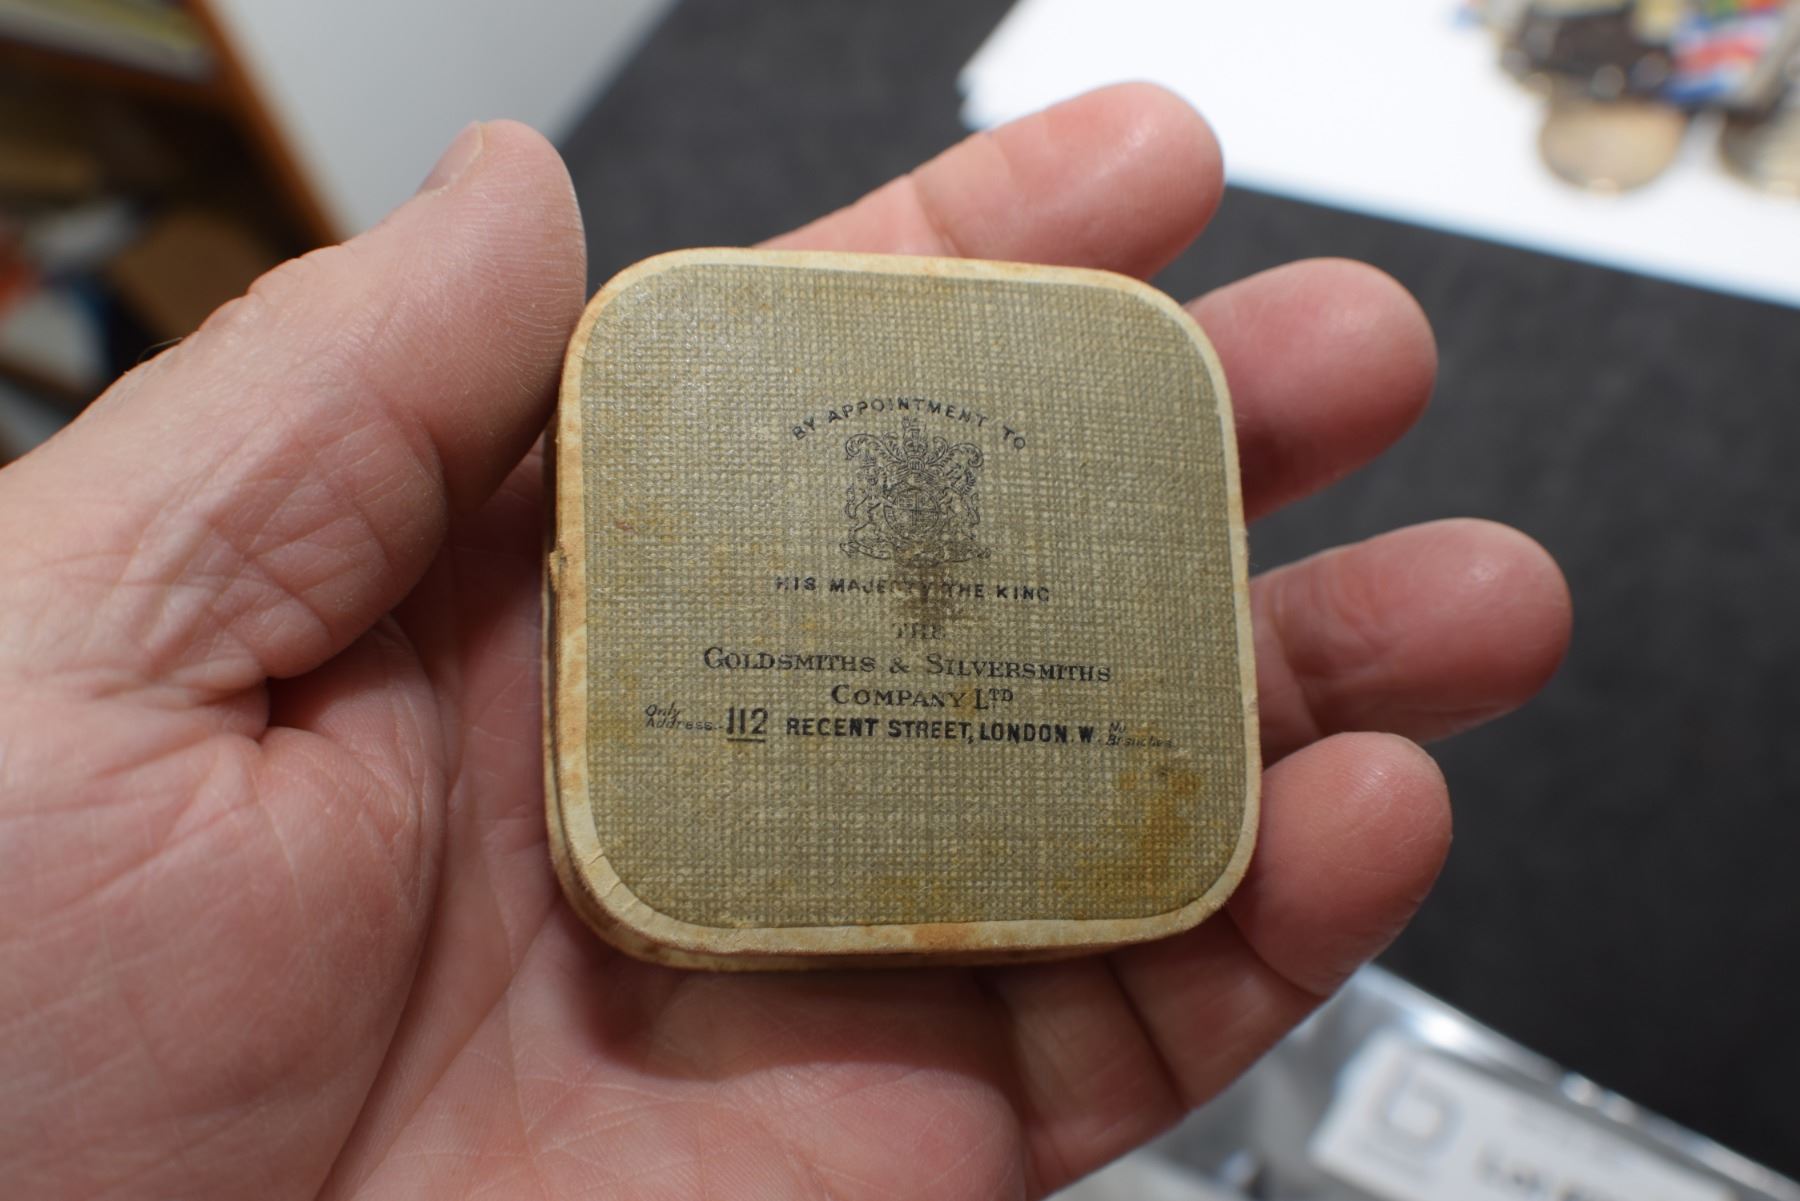 BY APPOINTMENT TO
HIS MAJESTY THE KING
THE
GOLDSMITHS & SILVERSMITHS
COMPANY LTD
Only
Address 112 REGENT STREET, LONDON. W. No
Branches